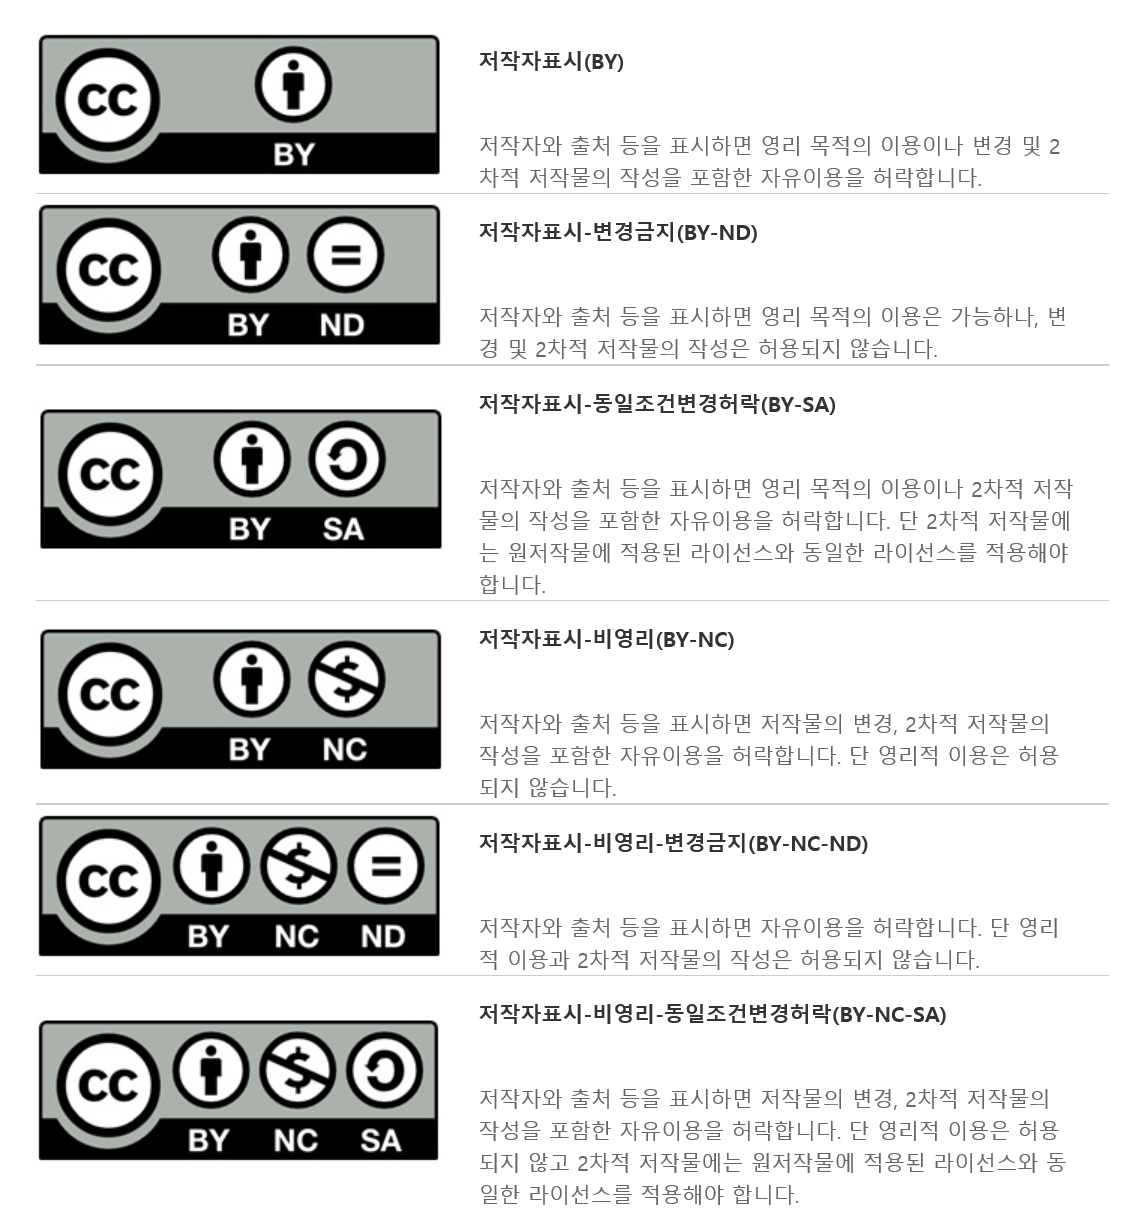 cc
BY
저작자표시(BY)
저작자와 출처 등을 표시하면 영리 목적의 이용이나 변경 및 2
차적 저작물의 작성을 포함한 자유이용을 허락합니다.
cc
=
BY ND
저작자표시-변경금지(BY-ND)
저작자와 출처 등을 표시하면 영리 목적의 이용은 가능하나, 변
경 및 2차적 저작물의 작성은 허용되지 않습니다.
cc
BY SA
저작자표시-동일조건변경허락(BY-SA)
저작자와 출처 등을 표시하면 영리 목적의 이용이나 2차적 저작
물의 작성을 포함한 자유이용을 허락합니다. 단 2차적 저작물에
는 원저작물에 적용된 라이선스와 동일한 라이선스를 적용해야
합니다.
cc
$
BY NC
저작자표시-비영리(BY-NC)
저작자와 출처 등을 표시하면 저작물의 변경, 2차적 저작물의
작성을 포함한 자유이용을 허락합니다. 단 영리적 이용은 허용
되지 않습니다.
cc
$ =
BY NC ND
저작자표시-비영리-변경금지(BY-NC-ND)
저작자와 출처 등을 표시하면 자유이용을 허락합니다. 단 영리
적 이용과 2차적 저작물의 작성은 허용되지 않습니다.
cc
$
BY NC SA
저작자표시-비영리-동일조건변경허락(BY-NC-SA)
저작자와 출처 등을 표시하면 저작물의 변경, 2차적 저작물의
작성을 포함한 자유이용을 허락합니다. 단 영리적 이용은 허용
되지 않고 2차적 저작물에는 원저작물에 적용된 라이선스와 동
일한 라이선스를 적용해야 합니다.